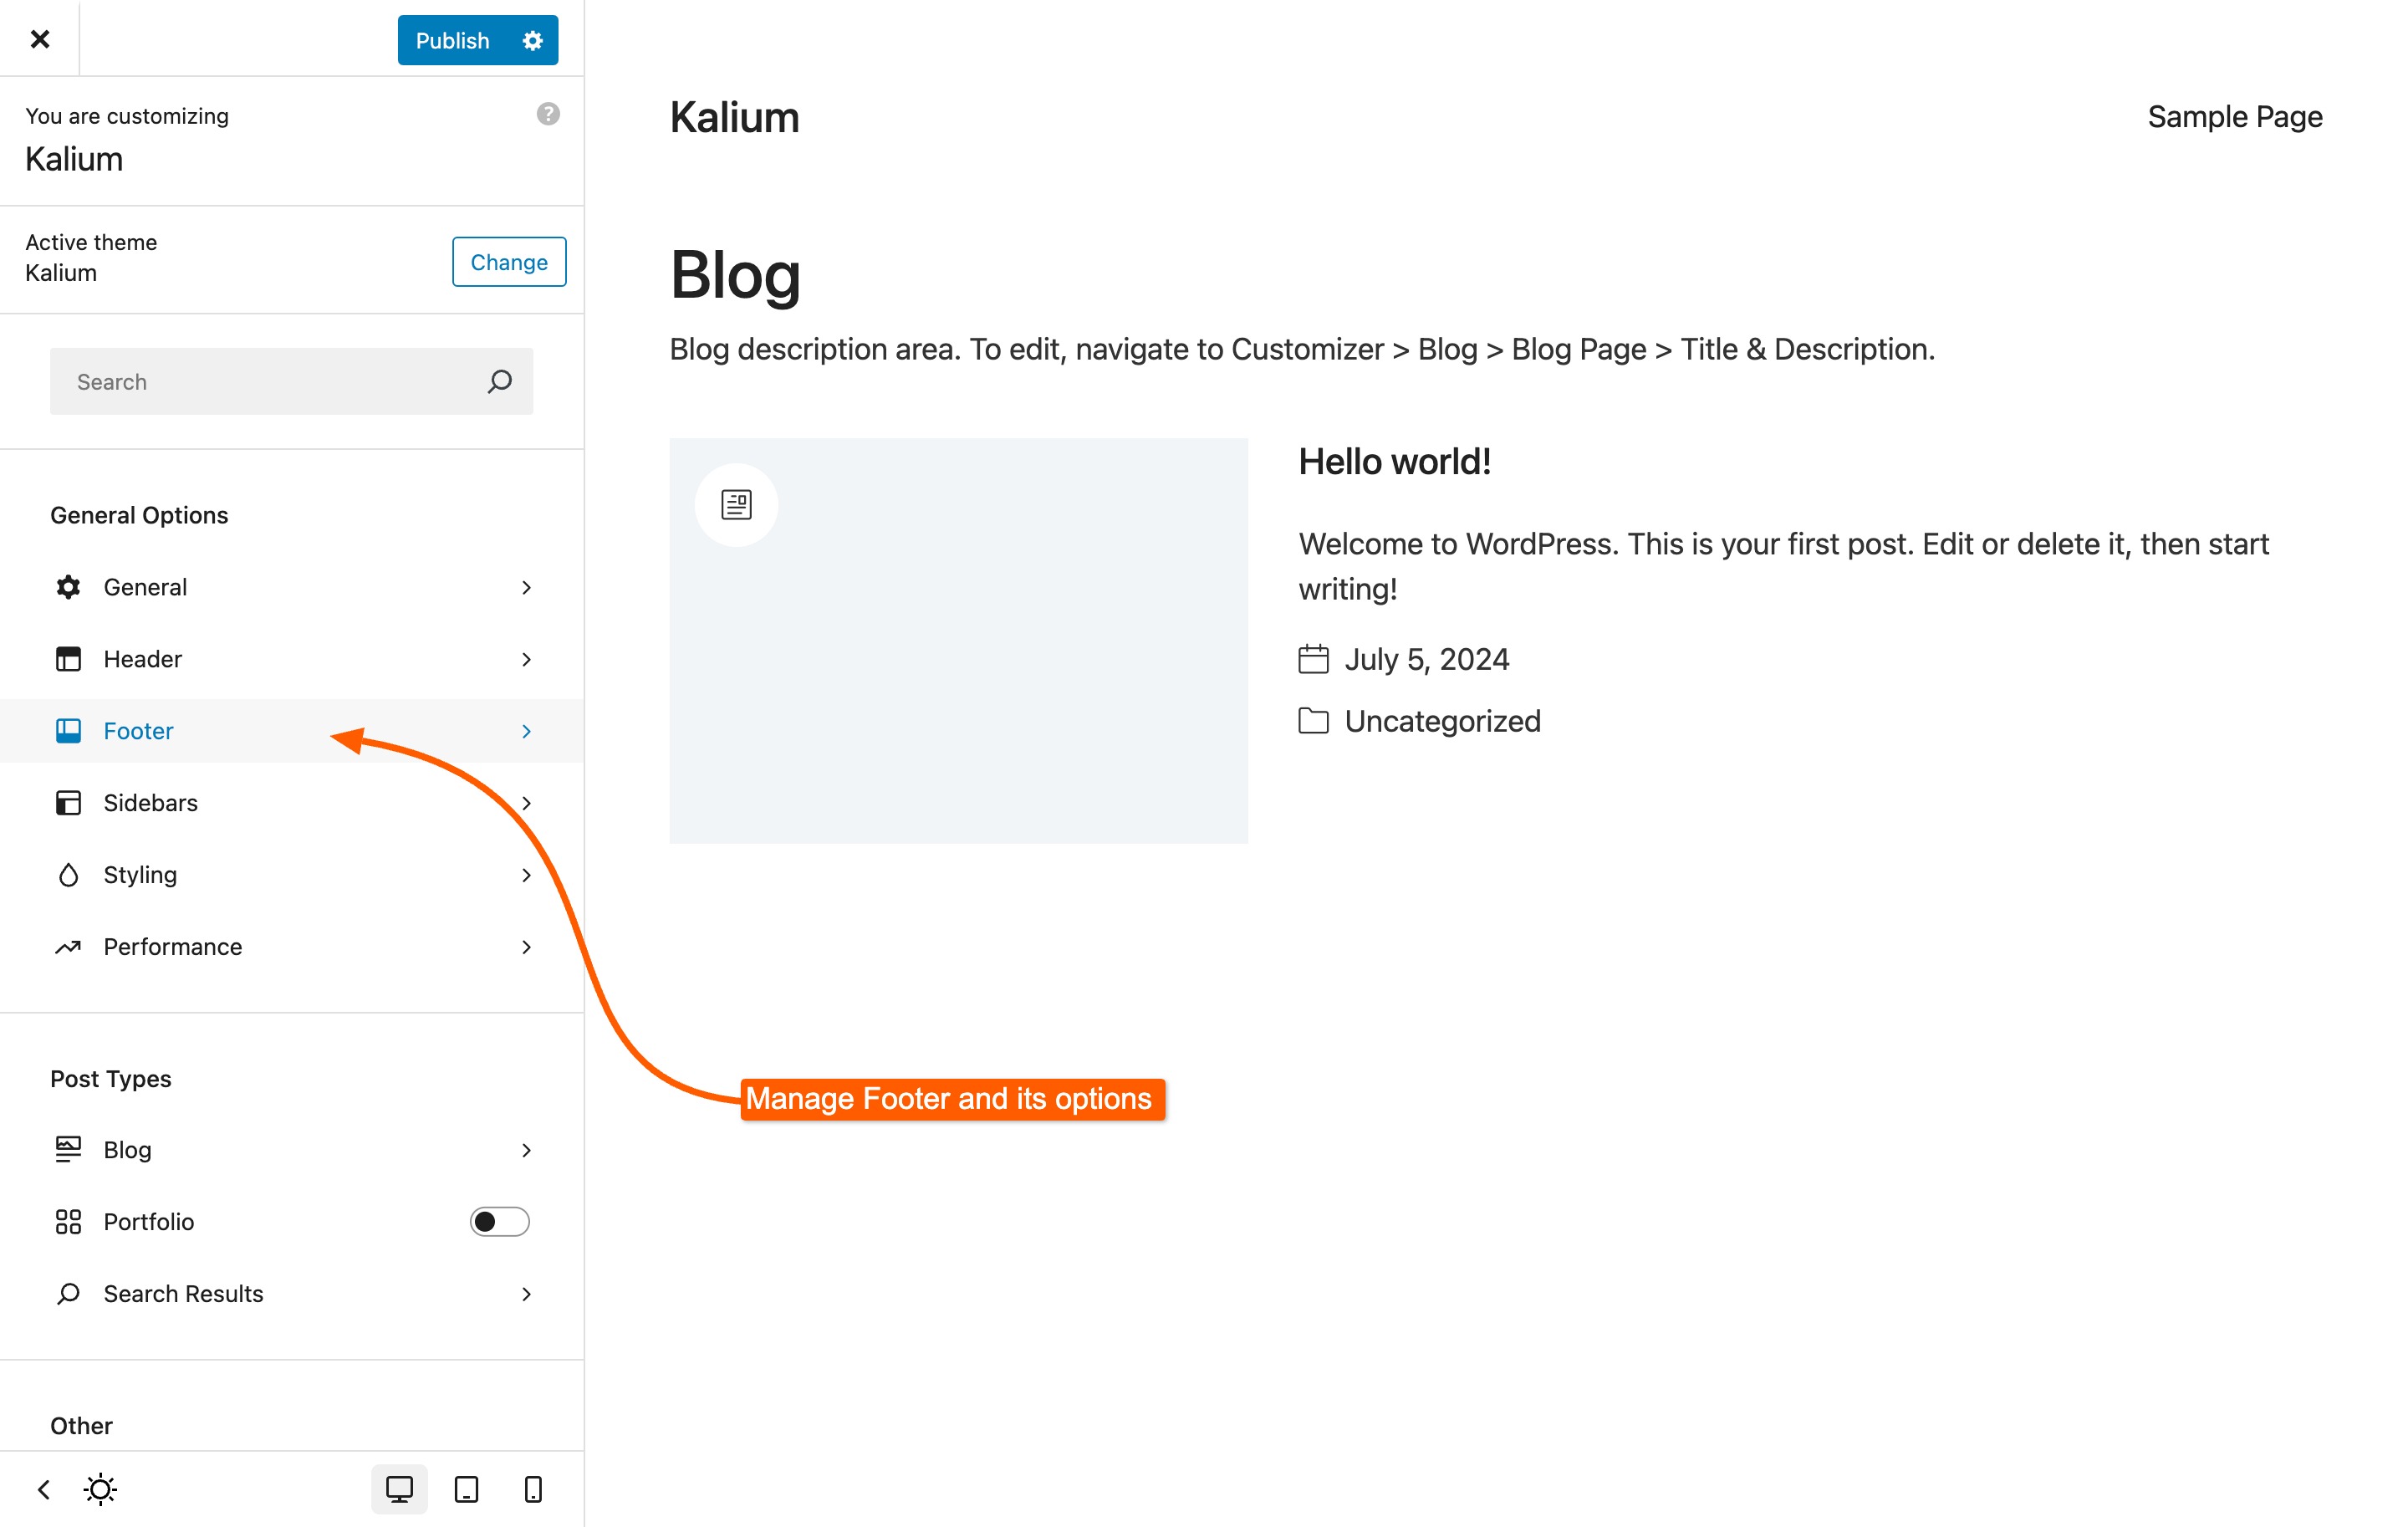 Publish
You are customizing
Kalium
Active theme
Kalium
Change
Search
General Options
General
Header
Footer
Sidebars
Styling
Performance
Post Types
Blog
Portfolio
Search Results
Other
Kalium
Sample Page
Blog
Blog description area. To edit, navigate to Customizer > Blog > Blog Page > Title & Description.
Hello world!
Welcome to WordPress. This is your first post. Edit or delete it, then start
writing!
July 5, 2024
Uncategorized
Manage Footer and its options